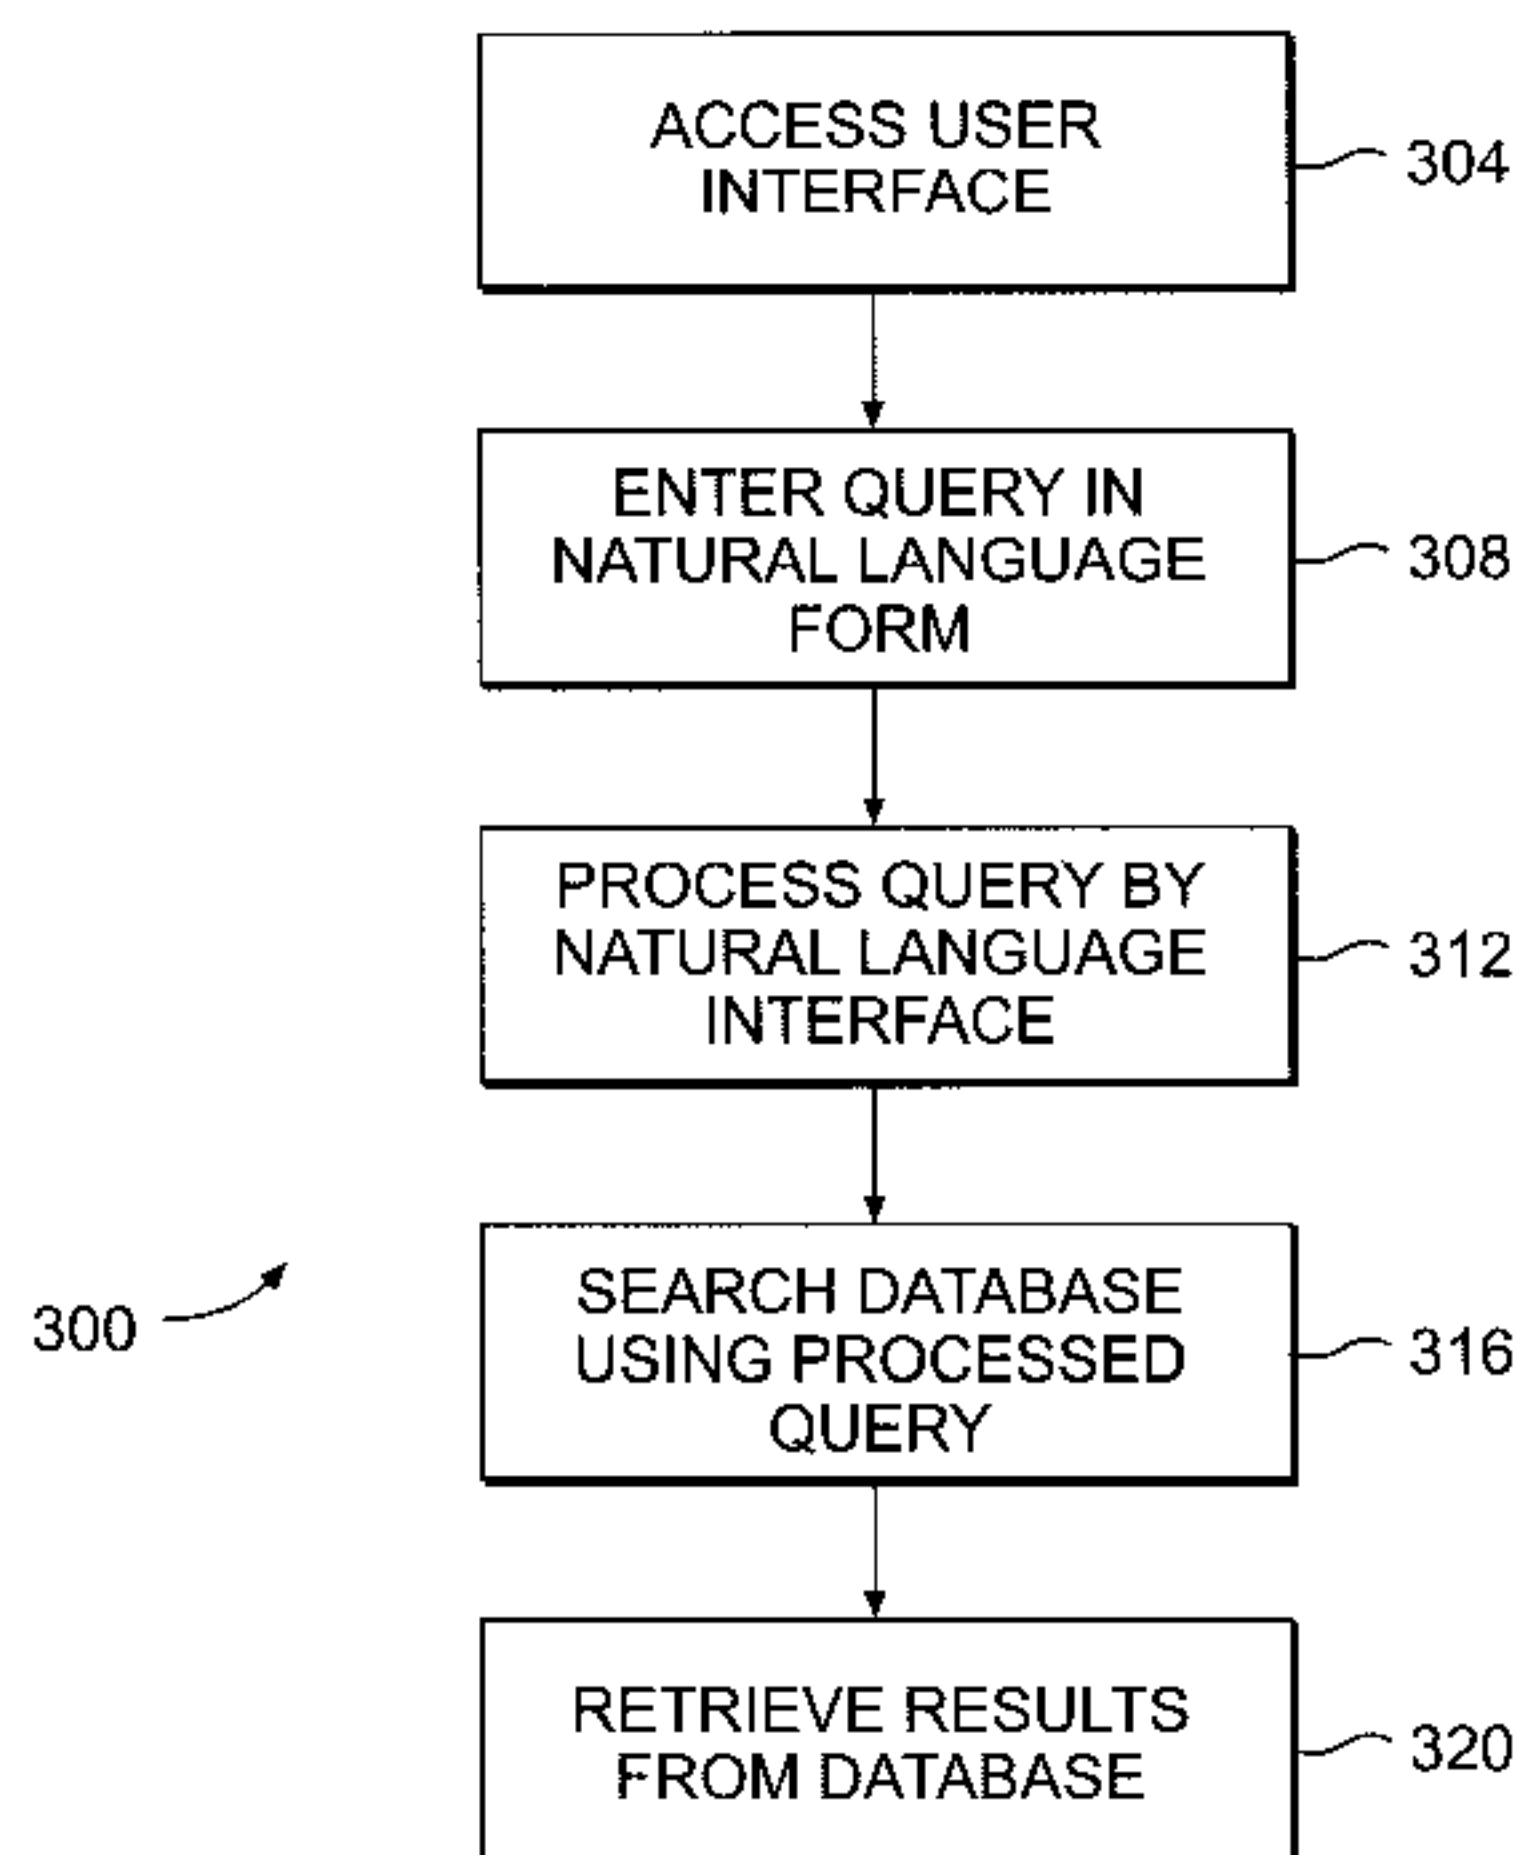 ACCESS USER
INTERFACE
304
ENTER QUERY IN
NATURAL LANGUAGE
FORM
308
PROCESS QUERY BY
NATURAL LANGUAGE
INTERFACE
312
SEARCH DATABASE
USING PROCESSED
QUERY
316
300
RETRIEVE RESULTS
FROM DATABASE
320